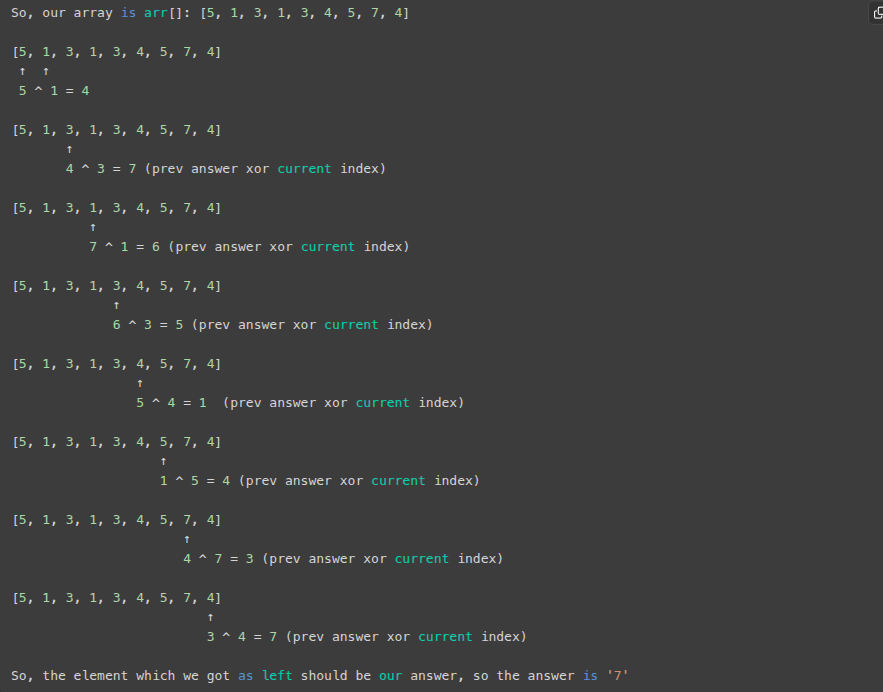 So, our array is arr[]: [5, 1, 3, 1, 3, 4, 5, 7, 4]
[5, 1, 3, 1, 3, 4, 5, 7, 4]
↑ ↑
5 ^ 1 = 4
[5, 1, 3, 1, 3, 4, 5, 7, 4]
↑
4 ^ 3 = 7 (prev answer xor current index)
[5, 1, 3, 1, 3, 4, 5, 7, 4]
↑
7 ^ 1 = 6 (prev answer xor current index)
[5, 1, 3, 1, 3, 4, 5, 7, 4]
↑
6 ^ 3 = 5 (prev answer xor current index)
[5, 1, 3, 1, 3, 4, 5, 7, 4]
↑
5 ^ 4 = 1  (prev answer xor current index)
[5, 1, 3, 1, 3, 4, 5, 7, 4]
↑
1 ^ 5 = 4 (prev answer xor current index)
[5, 1, 3, 1, 3, 4, 5, 7, 4]
↑
4 ^ 7 = 3 (prev answer xor current index)
[5, 1, 3, 1, 3, 4, 5, 7, 4]
↑
3 ^ 4 = 7 (prev answer xor current index)
So, the element which we got as left should be our answer, so the answer is '7'